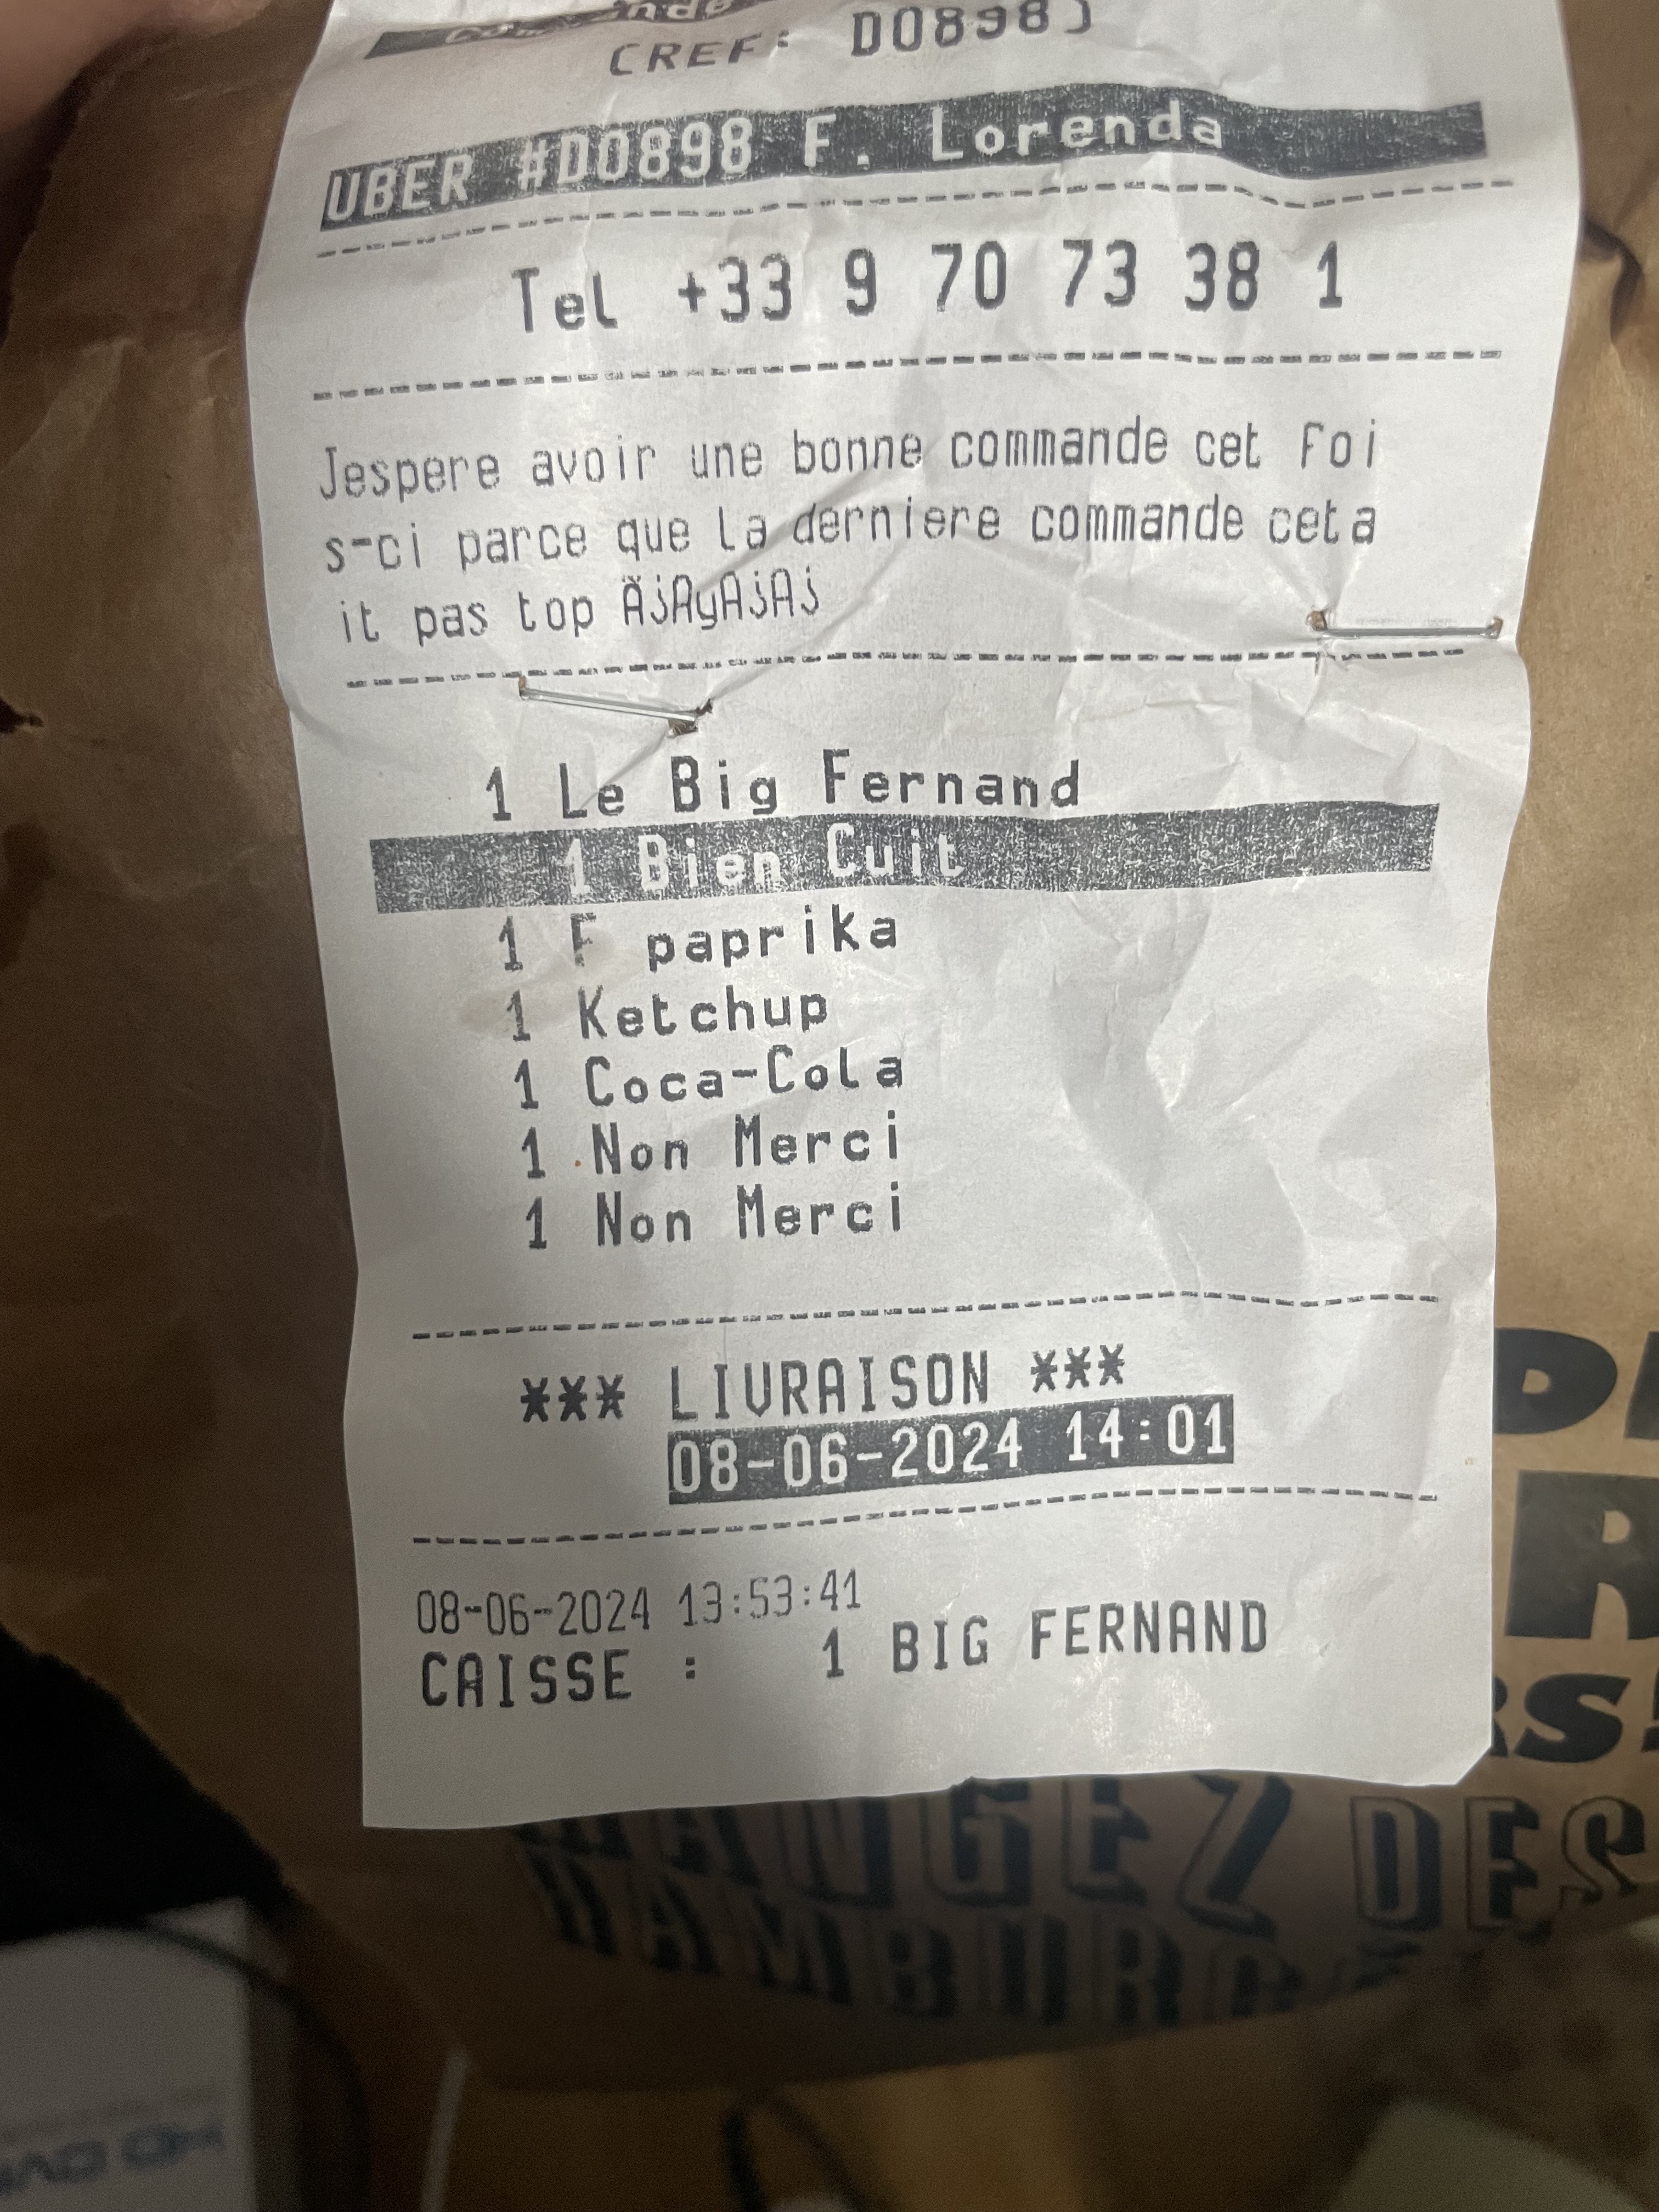 CREF: D0898)
UBER #D0898 F. Lorenda
Tel +33 9 70 73 38 1
Jespere avoir une bonne commande cet foi
s-ci parce que la derniere commande ceta
it pas top ÃjAyAjAj
1 Le Big Fernand
1 Bien Cuit
1 F paprika
1 Ketchup
1 Coca-Cola
1 Non Merci
1 Non Merci
*** LIVRAISON ***
08-06-2024 14:01
08-06-2024 13:53:41
CAISSE : 1 BIG FERNAND
DES